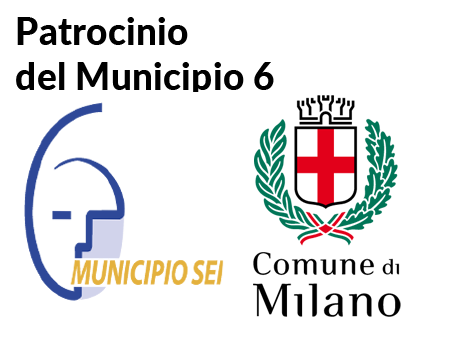 Patrocinio
del Municipio 6
MUNICIPIO SEI
Comune di
Milano